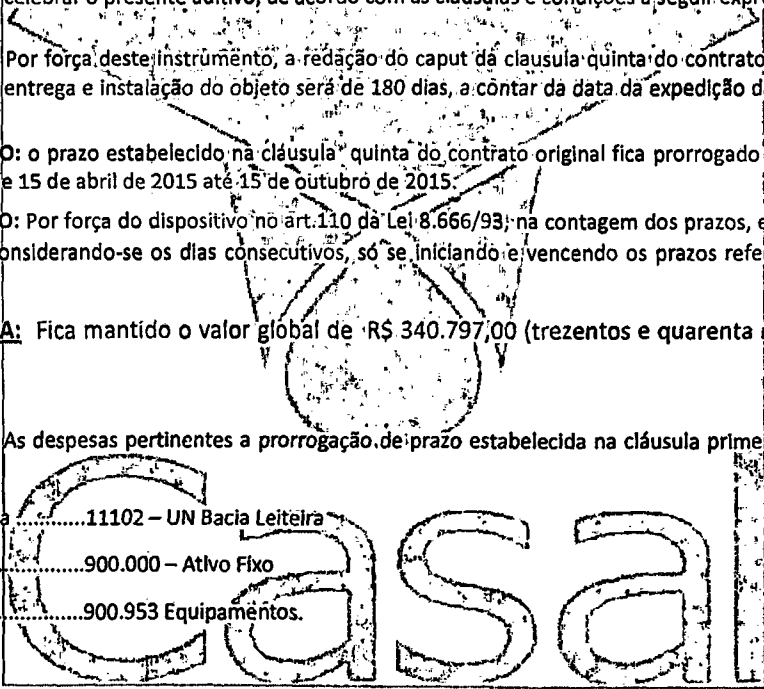 celebrar o presente aditivo, de acordo com as cláusulas e condições a seguir expr
Por força deste instrumento, a redação do caput da clausula quinta do contrato
entrega e instalação do objeto será de 180 dias, a contar da data da expedição d
O: o prazo estabelecido na cláusula quinta do contrato original fica prorrogado
e 15 de abril de 2015 até 15 de outubro de 2015.
O: Por força do dispositivo no art.110 da Lei 8.666/93, na contagem dos prazos, e
onsiderando-se os dias consecutivos, só se iniciando e vencendo os prazos refe
A: Fica mantido o valor global de R$ 340.797,00 (trezentos e quarenta
As despesas pertinentes a prorrogação de prazo estabelecida na cláusula prime
a ............11102 – UN Bacia Leiteira
............900.000 – Ativo Fixo
............900.953 Equipamentos.
Casal